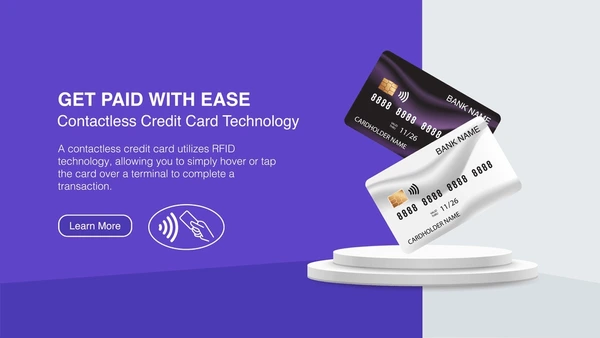 GET PAID WITH EASE
Contactless Credit Card Technology
A contactless credit card utilizes RFID
technology, allowing you to simply hover or tap
the card over a terminal to complete a
transaction.
Learn More
BANK NAME
8888 8888 8888
11/26
CARDHOLDER NAME
BANK NAME
8888 8888 8888 8888
11/26
CARDHOLDER NAME